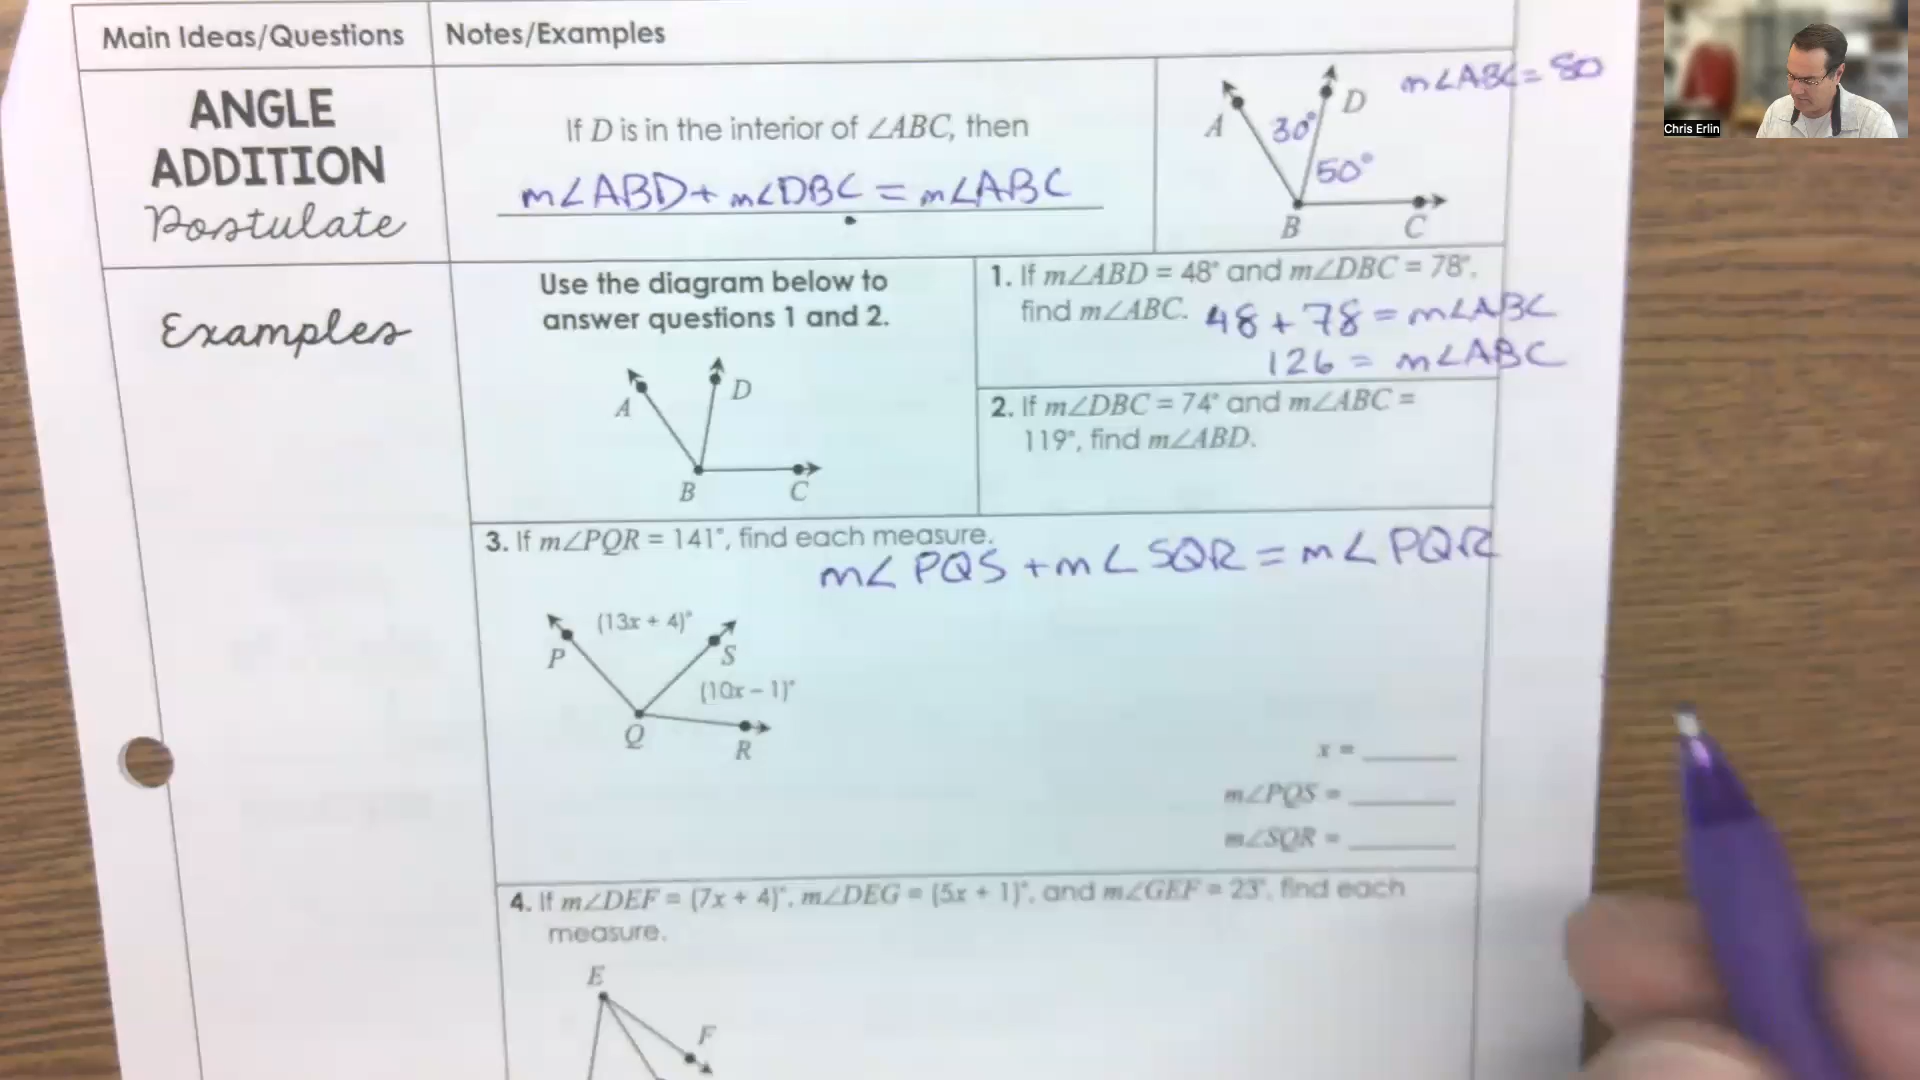 Main Ideas/Questions
Notes/Examples
ANGLE
ADDITION
Postulate
If D is in the interior of ∠ABC, then
m∠ABD + m∠DBC = m∠ABC
m∠ABC = 80
A
D
30°
50°
B
C
Chris Erlin
Examples
Use the diagram below to
answer questions 1 and 2.
A
D
B
C
1. If m∠ABD = 48° and m∠DBC = 78°,
find m∠ABC.
48 + 78 = m∠ABC
126 = m∠ABC
2. If m∠DBC = 74° and m∠ABC =
119°, find m∠ABD.
3. If m∠PQR = 141°, find each measure.
m∠PQS + m∠SQR = m∠PQR
(13x + 4)°
P
S
(10x – 1)°
Q
R
x =
m∠PQS =
m∠SQR =
4. If m∠DEF = (7x + 4)°, m∠DEG = (5x + 1)°, and m∠GEF = 23°, find each
measure.
E
F